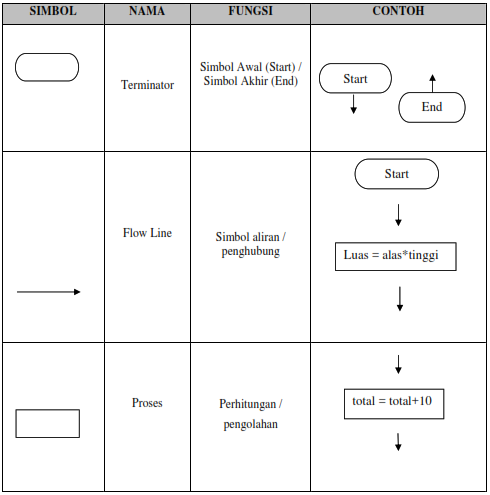 SIMBOL NAMA FUNGSI CONTOH
Terminator
Simbol Awal (Start) /
Simbol Akhir (End)
Start
End
Flow Line
Simbol aliran /
penghubung
Start
Luas = alas*tinggi
Proses
Perhitungan /
pengolahan
total = total+10